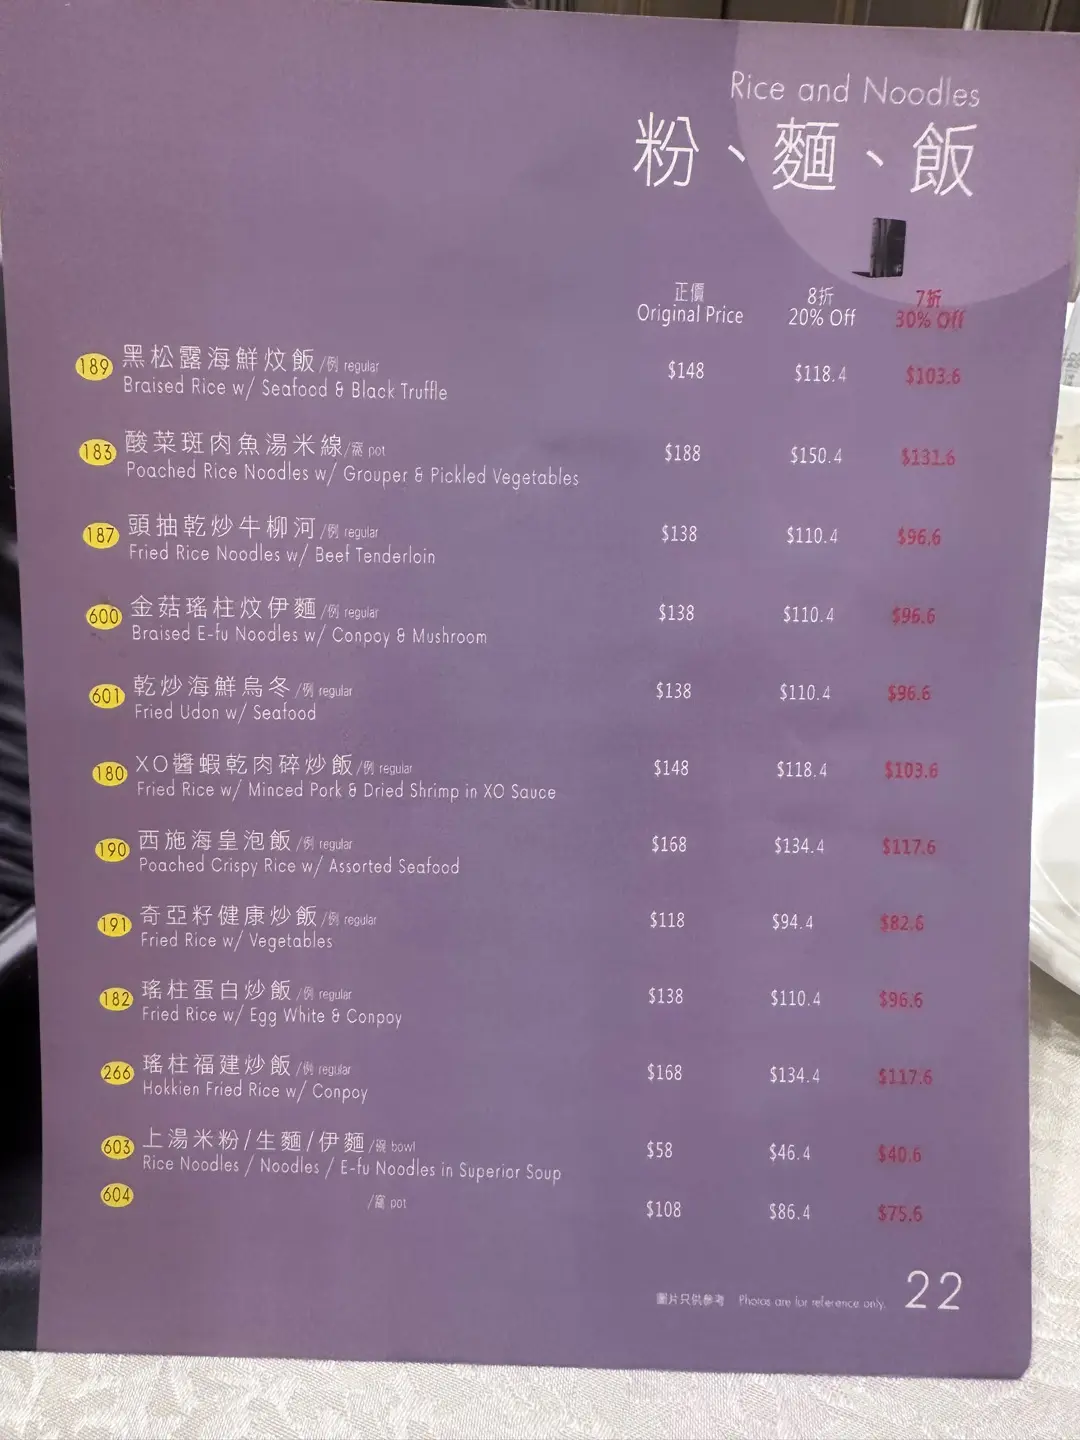 Rice and Noodles
粉、麵、飯
正價 8折 7折
Original Price 20% Off 30% Off
189 黑松露海鮮炆飯/例 regular $148 $118.4 $103.6
Braised Rice w/ Seafood & Black Truffle
183 酸菜斑肉魚湯米線/窩 pot $188 $150.4 $131.6
Poached Rice Noodles w/ Grouper & Pickled Vegetables
187 頭抽乾炒牛柳河/例 regular $138 $110.4 $96.6
Fried Rice Noodles w/ Beef Tenderloin
600 金菇瑤柱炆伊麵/例 regular $138 $110.4 $96.6
Braised E-fu Noodles w/ Conpoy & Mushroom
601 乾炒海鮮烏冬/例 regular $138 $110.4 $96.6
Fried Udon w/ Seafood
180 XO醬蝦乾肉碎炒飯/例 regular $148 $118.4 $103.6
Fried Rice w/ Minced Pork & Dried Shrimp in XO Sauce
190 西施海皇泡飯/例 regular $168 $134.4 $117.6
Poached Crispy Rice w/ Assorted Seafood
191 奇亞籽健康炒飯/例 regular $118 $94.4 $82.6
Fried Rice w/ Vegetables
182 瑤柱蛋白炒飯/例 regular $138 $110.4 $96.6
Fried Rice w/ Egg White & Conpoy
266 瑤柱福建炒飯/例 regular $168 $134.4 $117.6
Hokkien Fried Rice w/ Conpoy
603 上湯米粉/生麵/伊麵/碗 bowl $58 $46.4 $40.6
Rice Noodles / Noodles / E-fu Noodles in Superior Soup
604 /窩 pot $108 $86.4 $75.6
圖片只供參考 Photos are for reference only. 22